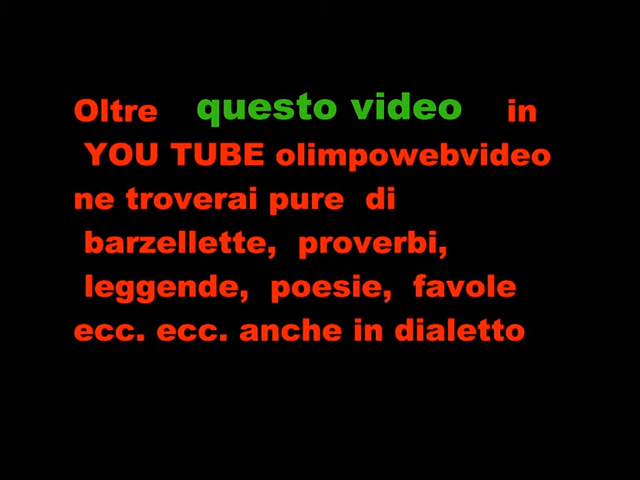 Oltre questo video in
YOU TUBE olimpowebvideo
ne troverai pure di
barzellette, proverbi,
leggende, poesie, favole
ecc. ecc. anche in dialetto